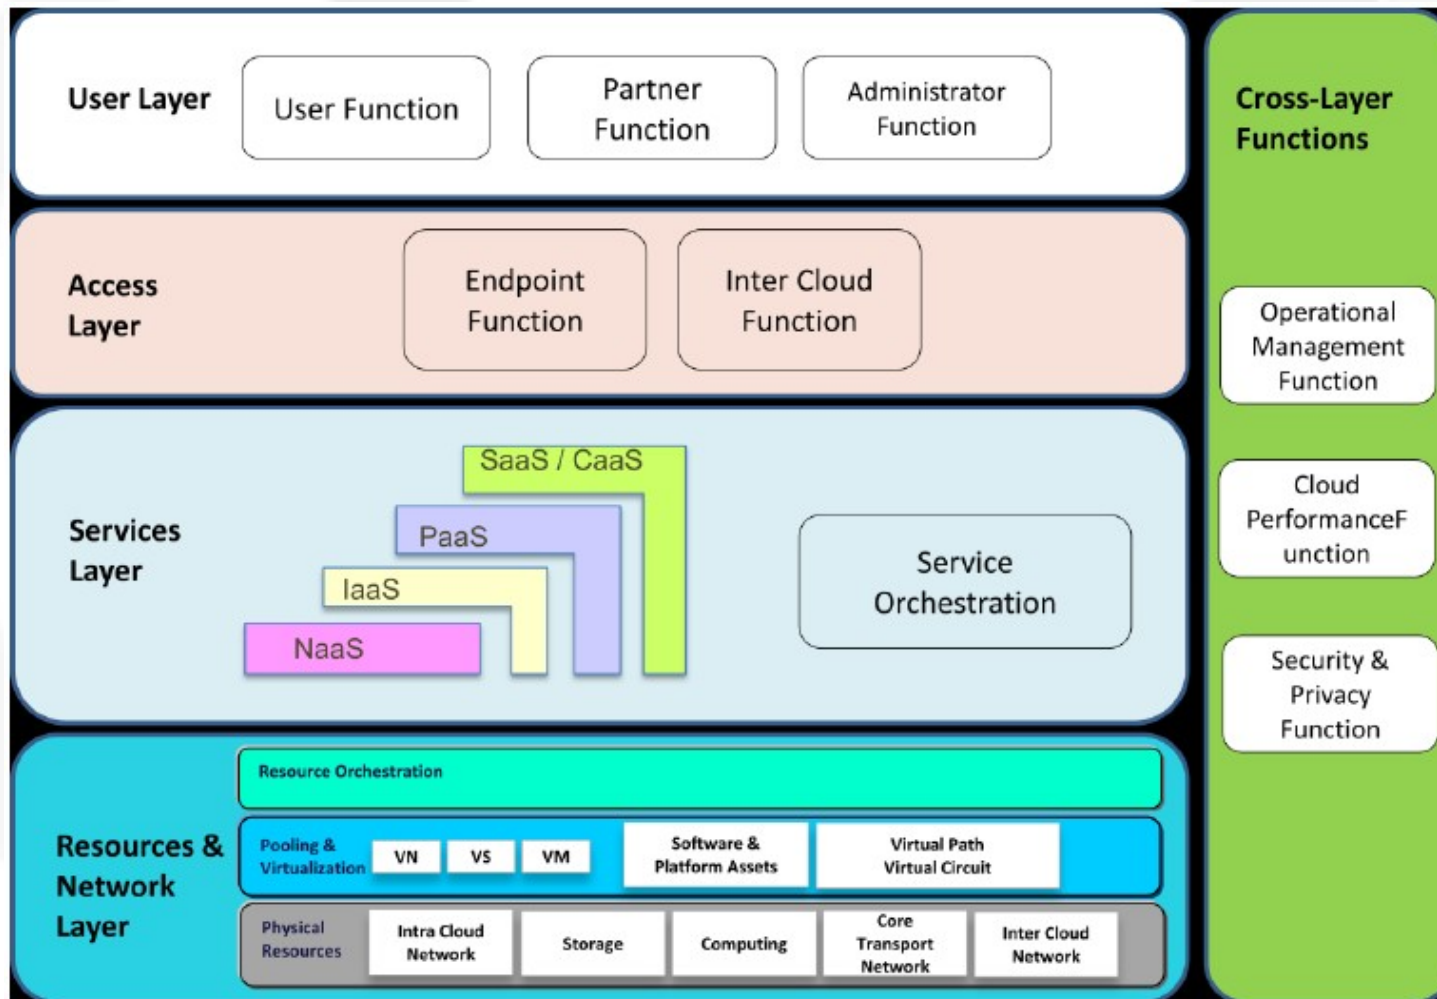 User Layer
User Function
Partner
Function
Administrator
Function
Access
Layer
Endpoint
Function
Inter Cloud
Function
Services
Layer
SaaS / CaaS
PaaS
IaaS
NaaS
Service
Orchestration
Resources &
Network
Layer
Resource Orchestration
Pooling &
Virtualization
VN
VS
VM
Software &
Platform Assets
Virtual Path
Virtual Circuit
Physical
Resources
Intra Cloud
Network
Storage
Computing
Core
Transport
Network
Inter Cloud
Network
Cross-Layer
Functions
Operational
Management
Function
Cloud
PerformanceF
unction
Security &
Privacy
Function